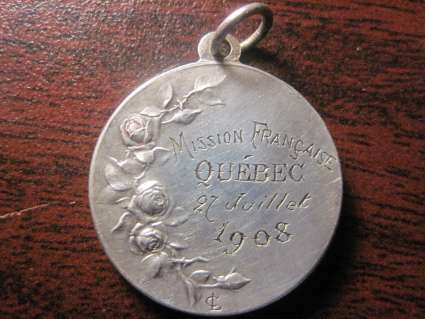 Mission Française
QUÉBEC
27 Juillet
1908